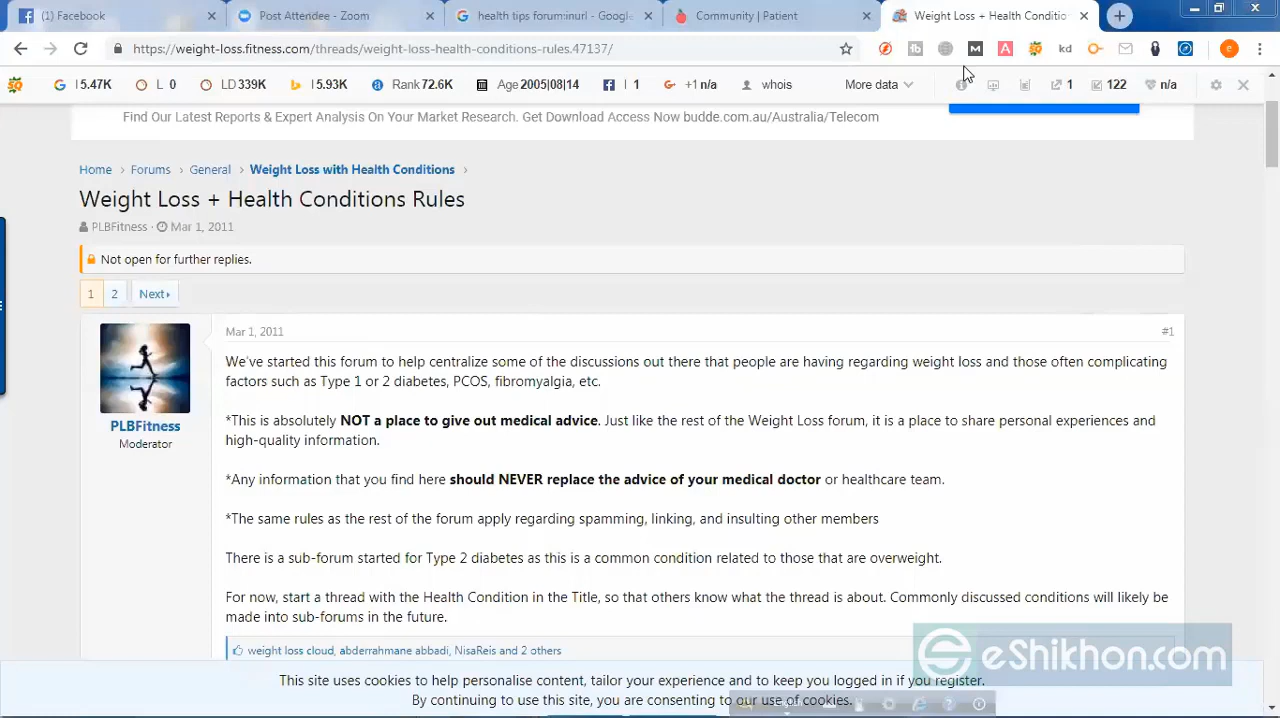 (1) Facebook
Post Attendee - Zoom
health tips forum:inurl - Google
Community | Patient
Weight Loss + Health Conditio
https://weight-loss.fitness.com/threads/weight-loss-health-conditions-rules.47137/
tb
M
A
kd
e
SQ
G I 5.47K
L 0
LD 339K
I 5.93K
Rank 72.6K
Age 2005|08|14
I 1
+1 n/a
whois
More data
1
122
n/a
Find Our Latest Reports & Expert Analysis On Your Market Research. Get Download Access Now budde.com.au/Australia/Telecom
Home › Forums › General › Weight Loss with Health Conditions ›
Weight Loss + Health Conditions Rules
PLBFitness · Mar 1, 2011
Not open for further replies.
1 2 Next
Mar 1, 2011
#1
PLBFitness
Moderator
We've started this forum to help centralize some of the discussions out there that people are having regarding weight loss and those often complicating
factors such as Type 1 or 2 diabetes, PCOS, fibromyalgia, etc.
*This is absolutely NOT a place to give out medical advice. Just like the rest of the Weight Loss forum, it is a place to share personal experiences and
high-quality information.
*Any information that you find here should NEVER replace the advice of your medical doctor or healthcare team.
*The same rules as the rest of the forum apply regarding spamming, linking, and insulting other members
There is a sub-forum started for Type 2 diabetes as this is a common condition related to those that are overweight.
For now, start a thread with the Health Condition in the Title, so that others know what the thread is about. Commonly discussed conditions will likely be
made into sub-forums in the future.
weight loss cloud, abderrahmane abbadi, NisaReis and 2 others
eShikhon.com
This site uses cookies to help personalise content, tailor your experience and to keep you logged in if you register.
By continuing to use this site, you are consenting to our use of cookies.